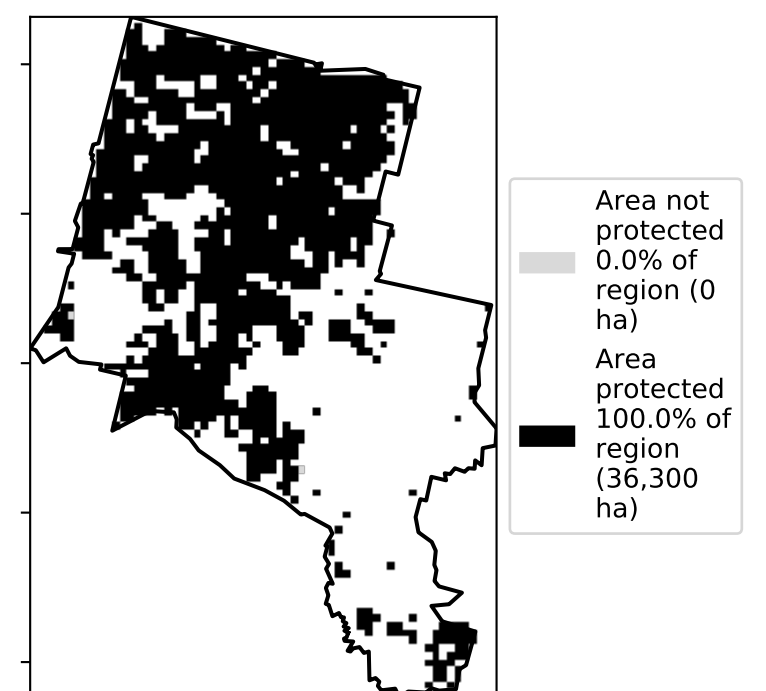 Area not
protected
0.0% of
region (0
ha)
Area
protected
100.0% of
region
(36,300
ha)